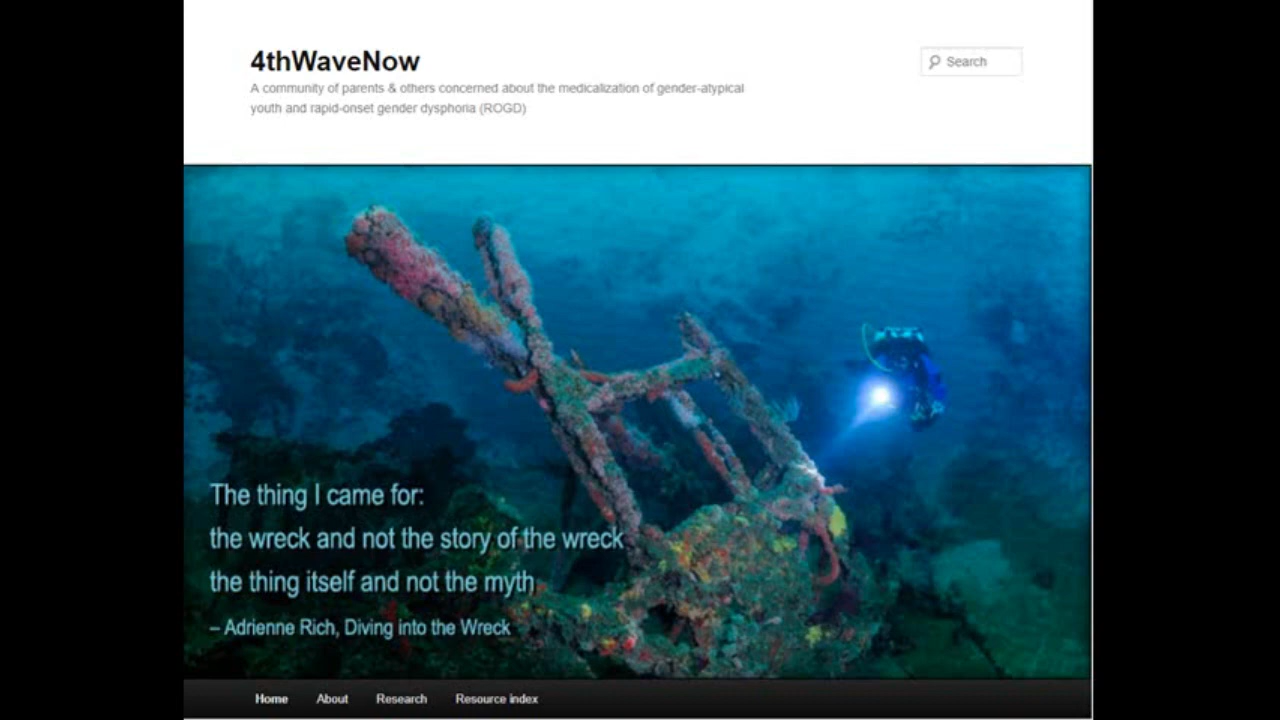 4thWaveNow
Search
A community of parents & others concerned about the medicalization of gender-atypical
youth and rapid-onset gender dysphoria (ROGD)
The thing I came for:
the wreck and not the story of the wreck
the thing itself and not the myth
– Adrienne Rich, Diving into the Wreck
Home About Research Resource index